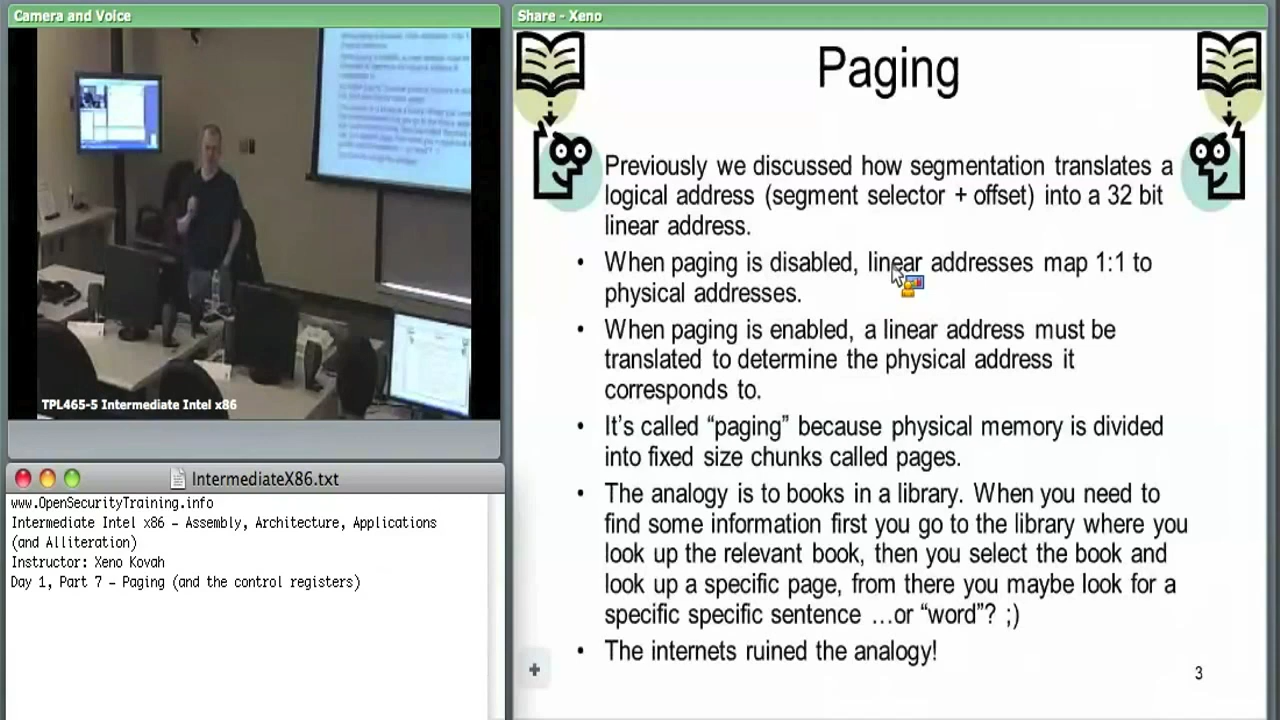 Camera and Voice
TPL465-5 Intermediate Intel x86
IntermediateX86.txt
www.OpenSecurityTraining.info
Intermediate Intel x86 – Assembly, Architecture, Applications
(and Alliteration)
Instructor: Xeno Kovah
Day 1, Part 7 – Paging (and the control registers)
Share - Xeno
Paging
Previously we discussed how segmentation translates a
logical address (segment selector + offset) into a 32 bit
linear address.
• When paging is disabled, linear addresses map 1:1 to
physical addresses.
• When paging is enabled, a linear address must be
translated to determine the physical address it
corresponds to.
• It's called “paging” because physical memory is divided
into fixed size chunks called pages.
• The analogy is to books in a library. When you need to
find some information first you go to the library where you
look up the relevant book, then you select the book and
look up a specific page, from there you maybe look for a
specific specific sentence …or “word”? ;)
• The internets ruined the analogy!
3